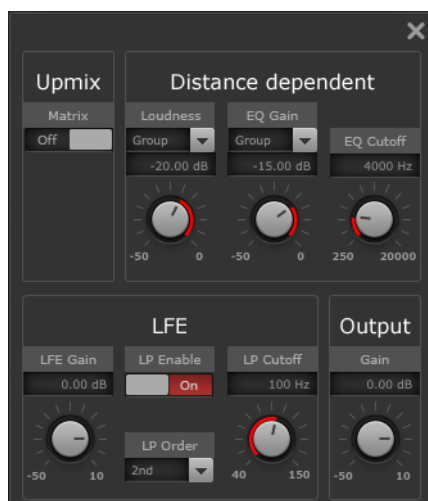 Upmix
Distance dependent
Matrix
Loudness
EQ Gain
Off
Group
Group
EQ Cutoff
-20.00 dB
-15.00 dB
4000 Hz
-50 0
-50 0
250 20000
LFE
Output
LFE Gain
LP Enable
LP Cutoff
Gain
0.00 dB
On
100 Hz
0.00 dB
LP Order
2nd
-50 10
40 150
-50 10